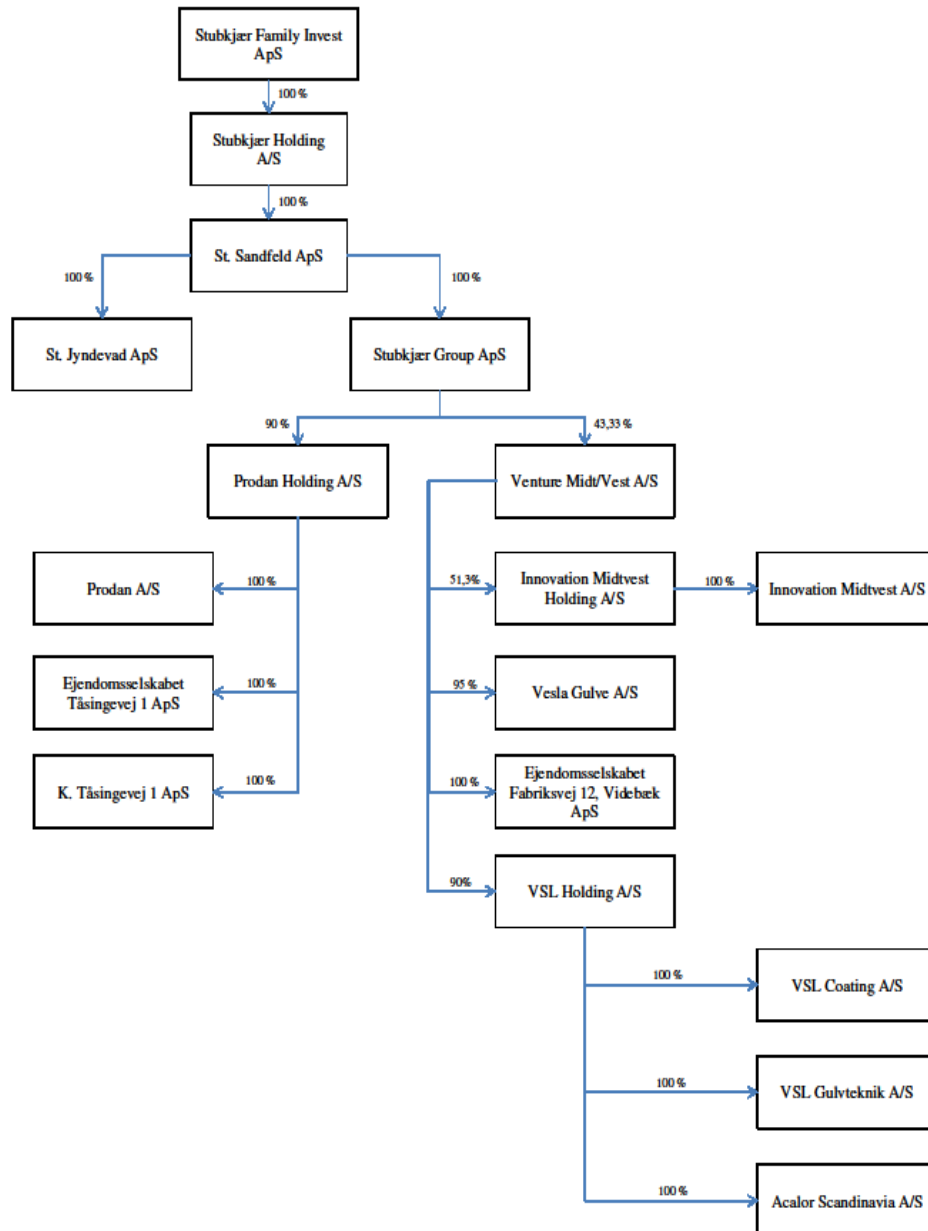 Stubkjær Family Invest
ApS
100 %
Stubkjær Holding
A/S
100 %
St. Sandfeld ApS
100 %
100 %
St. Jyndevad ApS
Stubkjær Group ApS
90 %
43,33 %
Prodan Holding A/S
Venture Midt/Vest A/S
Prodan A/S
100 %
51,3%
Innovation Midtvest
Holding A/S
100 %
Innovation Midtvest A/S
Ejendomsselskabet
Tåsingevej 1 ApS
100 %
95 %
Vesla Gulve A/S
K. Tåsingevej 1 ApS
100 %
100 %
Ejendomsselskabet
Fabriksvej 12, Videbæk
ApS
90%
VSL Holding A/S
100 %
VSL Coating A/S
100 %
VSL Gulvteknik A/S
100 %
Acalor Scandinavia A/S